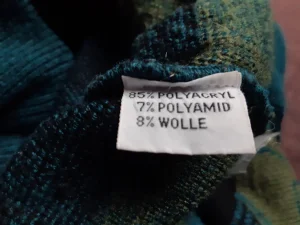 85% POLYACRYL
7% POLYAMID
8% WOLLE